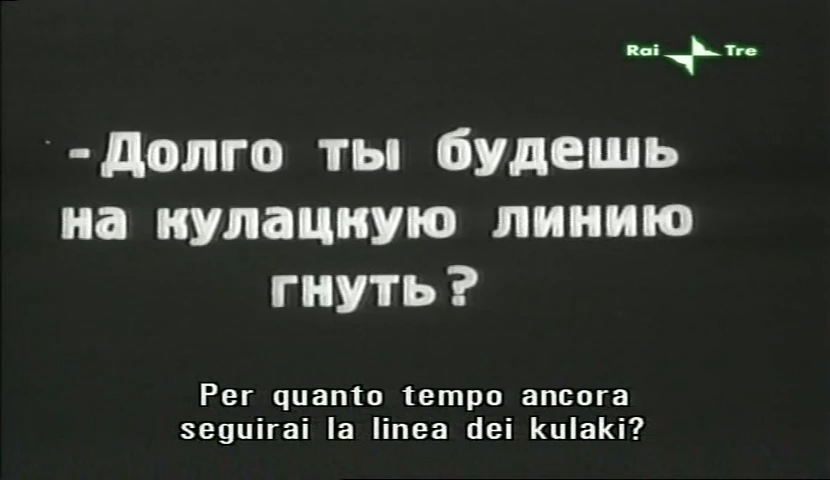 Rai Tre
-Долго ты будешь
на кулацкую линию
гнуть?
Per quanto tempo ancora
seguirai la linea dei kulaki?